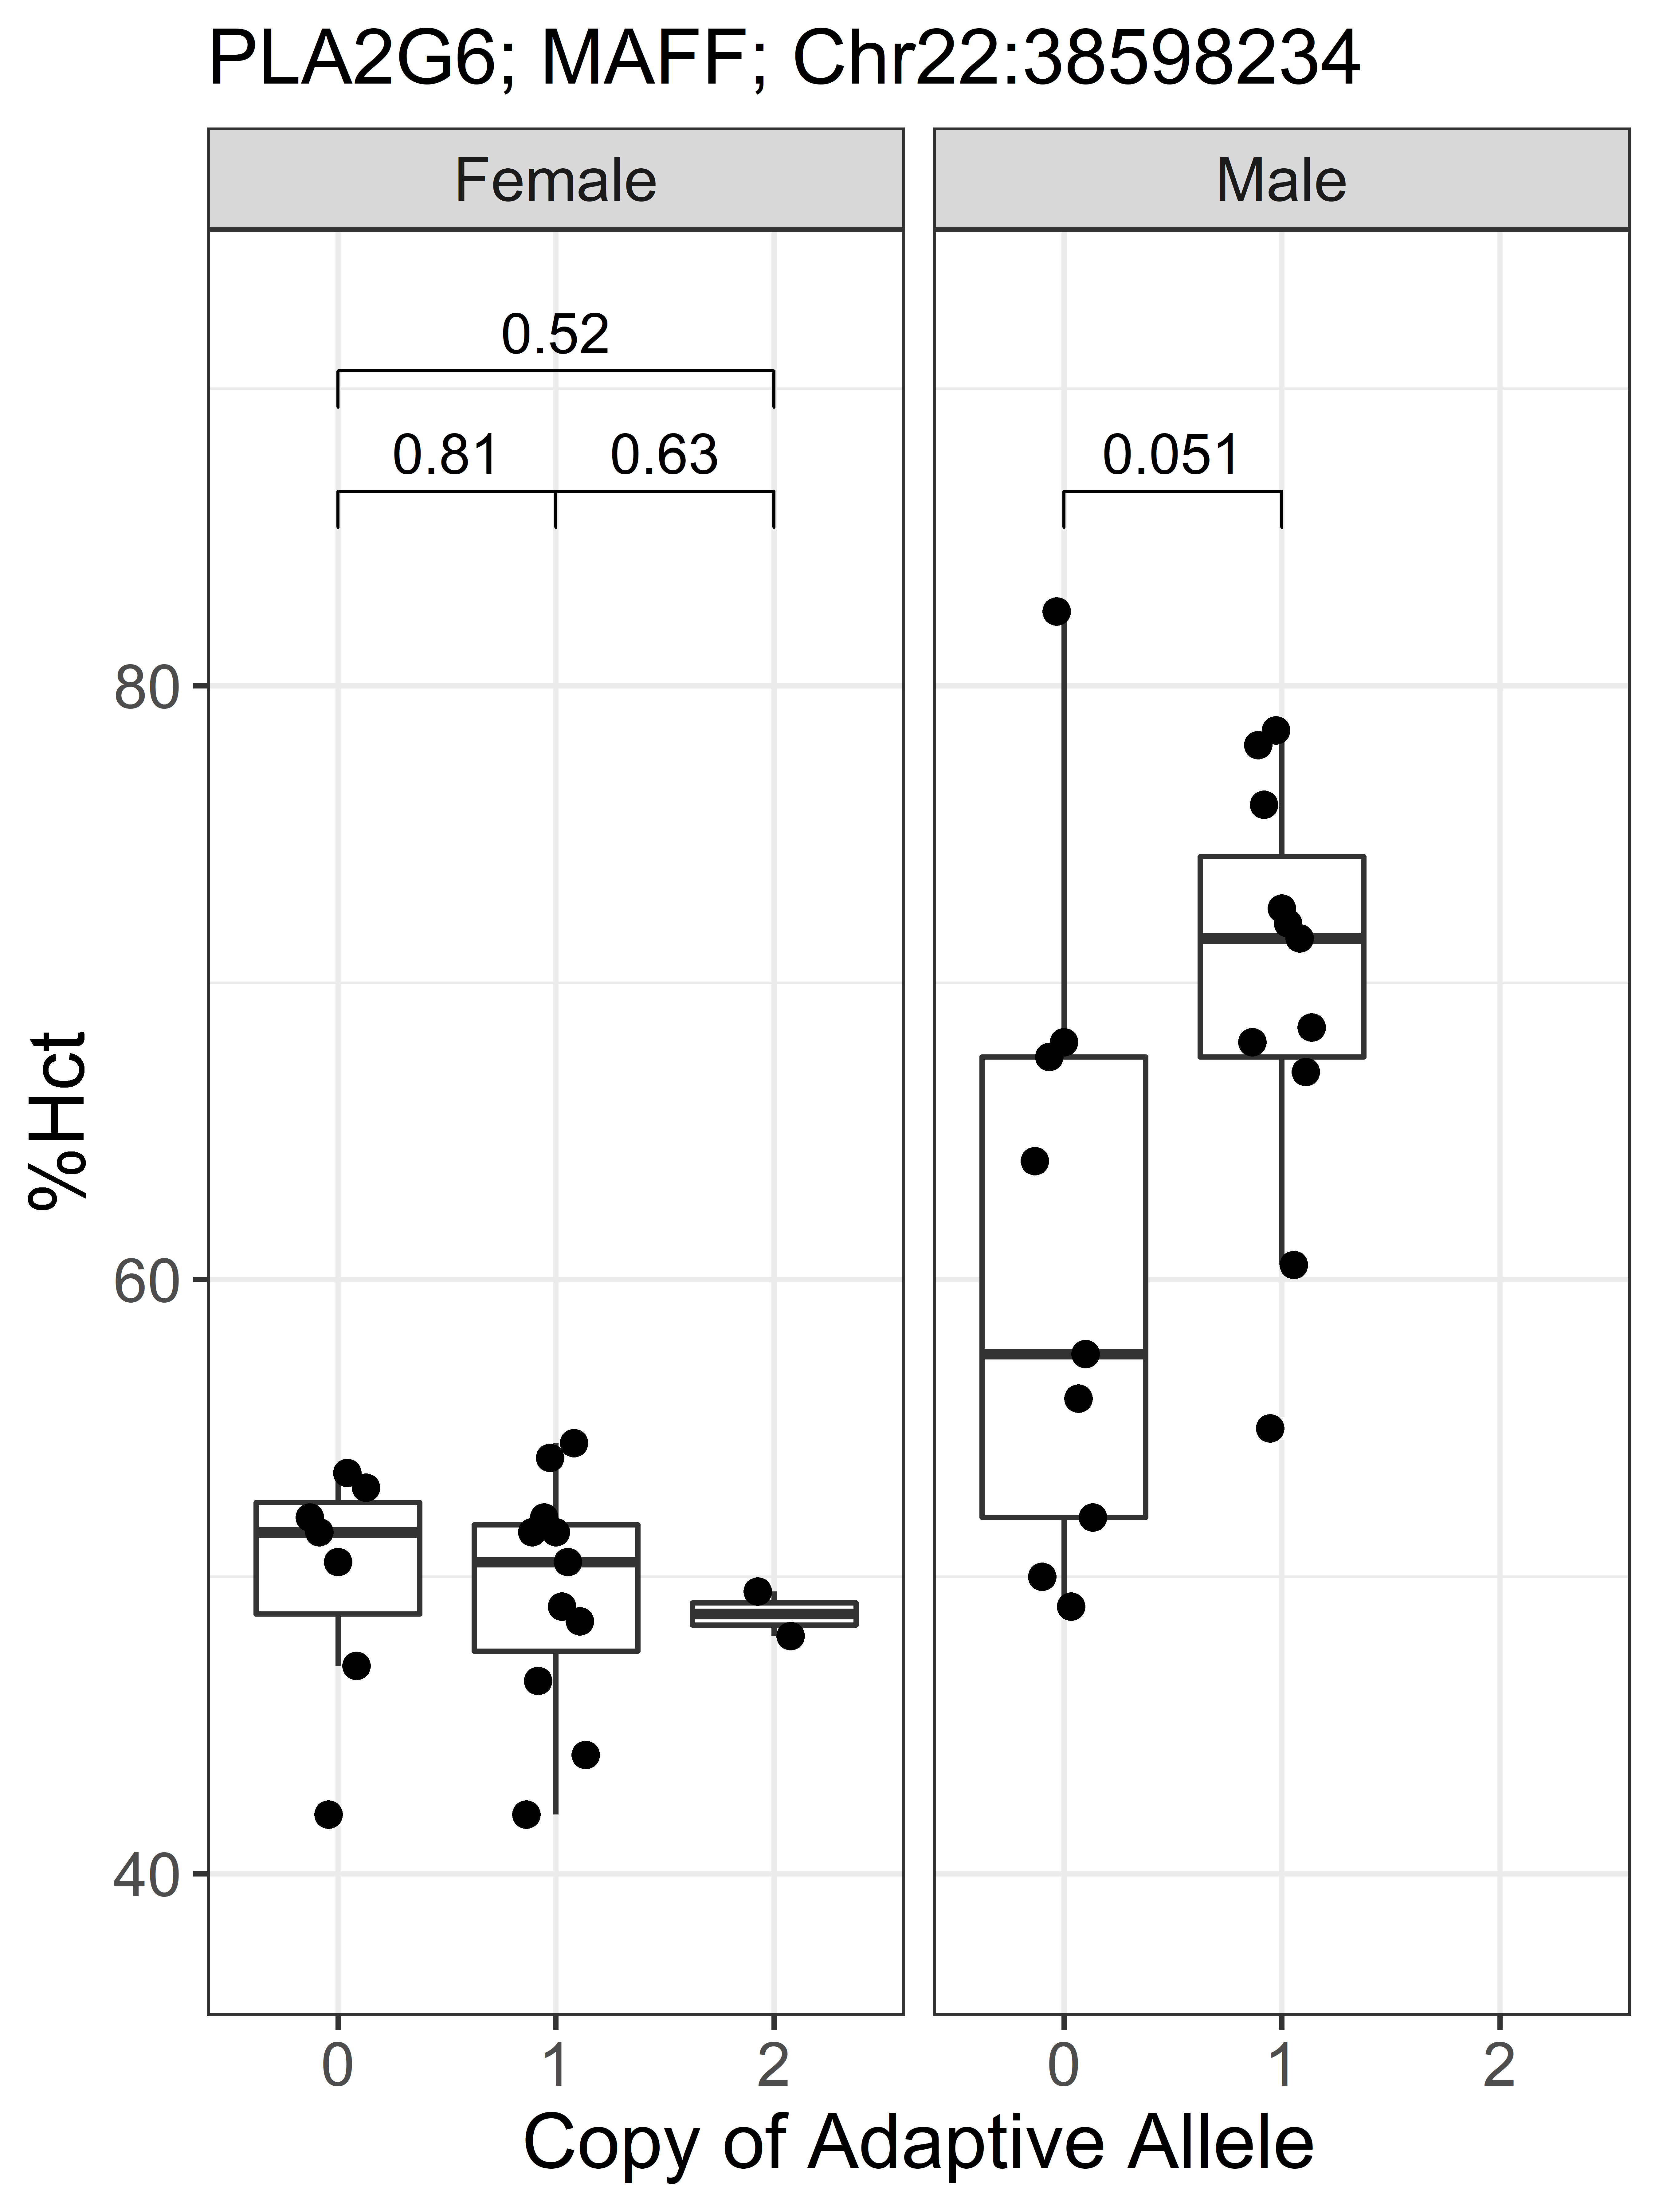 PLA2G6; MAFF; Chr22:38598234
Female
Male
0.52
0.81
0.63
0.051
80
60
40
%Hct
0
1
2
0
1
2
Copy of Adaptive Allele